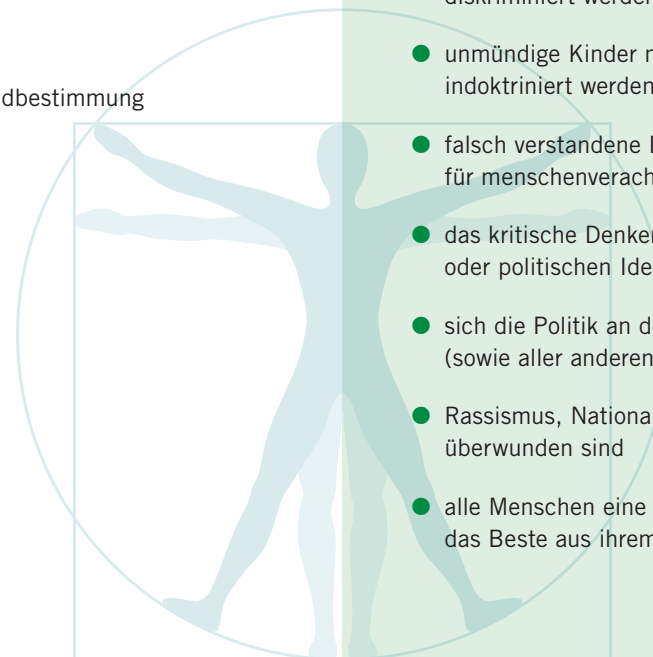 dbestimmung
diskriminiert werden
unmündige Kinder
indoktriniert werden
falsch verstandene
für menschenverach
das kritische Denken
oder politischen Ide
sich die Politik an
(sowie aller anderen
Rassismus, Nationa
überwunden sind
alle Menschen eine
das Beste aus ihrem